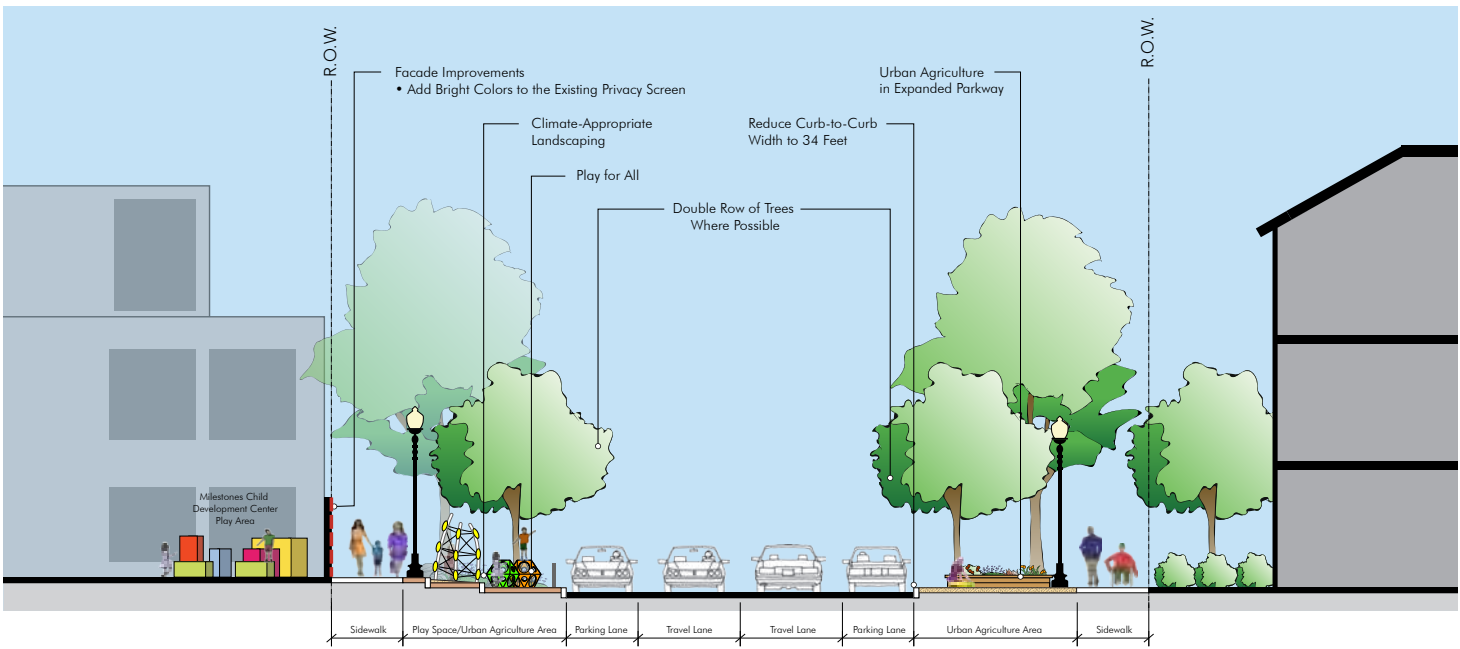 R.O.W.
R.O.W.
Facade Improvements
• Add Bright Colors to the Existing Privacy Screen
Urban Agriculture
in Expanded Parkway
Climate-Appropriate
Landscaping
Reduce Curb-to-Curb
Width to 34 Feet
Play for All
Double Row of Trees
Where Possible
Milestones Child
Development Center
Play Area
Sidewalk
Play Space/Urban Agriculture Area
Parking Lane
Travel Lane
Travel Lane
Parking Lane
Urban Agriculture Area
Sidewalk